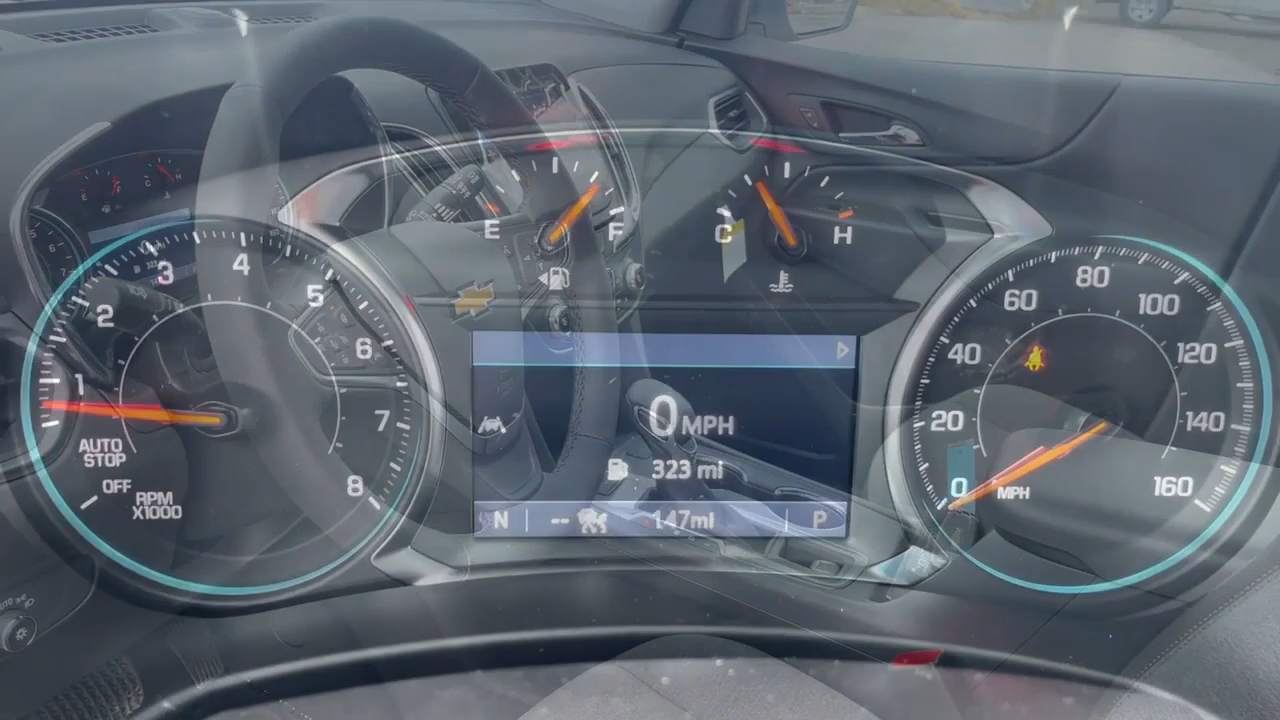 E F
C H
1 2 3 4 5 6 7 8
AUTO
STOP
OFF
RPM
X1000
0 MPH
323 mi
N -- 147mi P
0 20 40 60 80 100 120 140 160
MPH